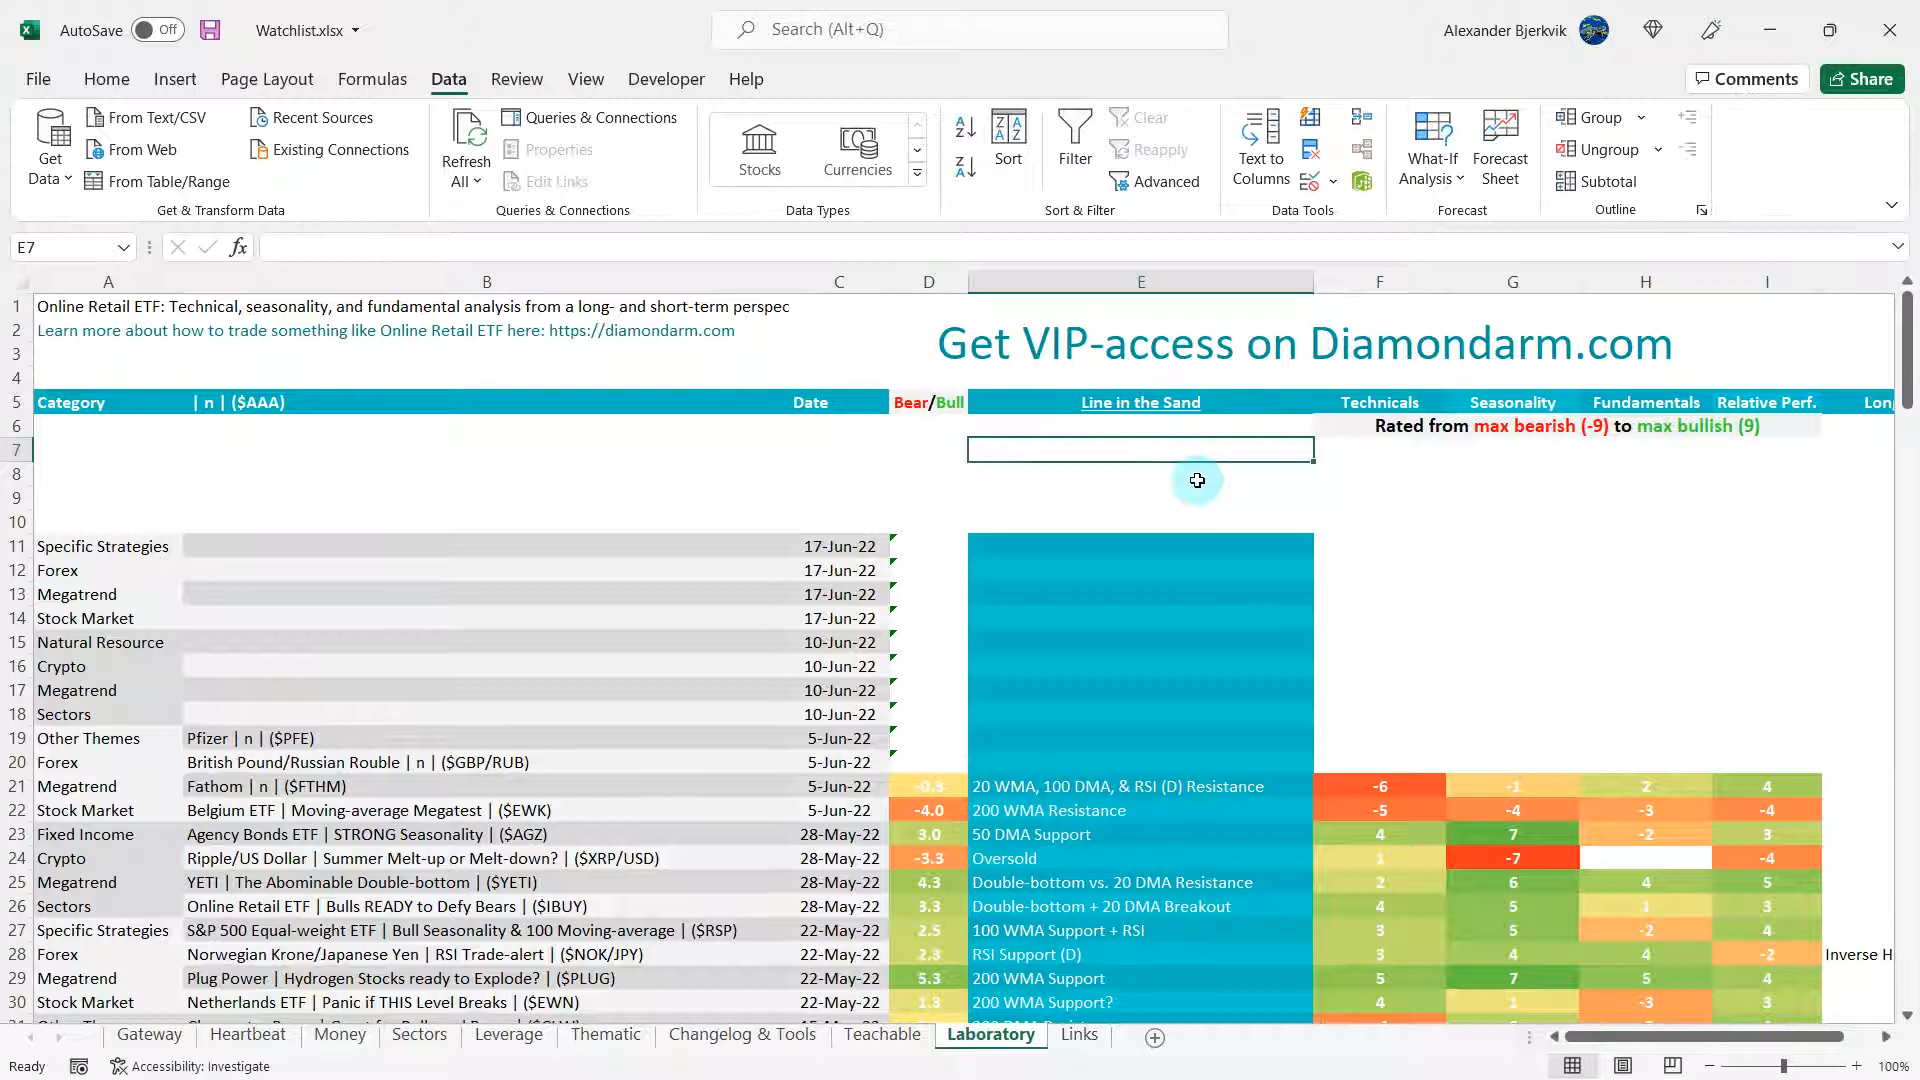 AutoSave Off Watchlist.xlsx Search (Alt+Q) Alexander Bjerkvik
File Home Insert Page Layout Formulas Data Review View Developer Help Comments Share
Get Data From Text/CSV From Web From Table/Range Recent Sources Existing Connections
Refresh All Queries & Connections Properties Edit Links
Stocks Currencies
Sort Filter Clear Reapply Advanced
Text to Columns
What-If Analysis Forecast Sheet
Group Ungroup Subtotal
Get & Transform Data Queries & Connections Data Types Sort & Filter Data Tools Forecast Outline
E7 fx
A B C D E F G H I
1 Online Retail ETF: Technical, seasonality, and fundamental analysis from a long- and short-term perspec
2 Learn more about how to trade something like Online Retail ETF here: https://diamondarm.com
Get VIP-access on Diamondarm.com
3
4
5 Category | n | ($AAA) Date Bear/Bull Line in the Sand Technicals Seasonality Fundamentals Relative Perf. Lon
6 Rated from max bearish (-9) to max bullish (9)
7
8
9
10
11 Specific Strategies 17-Jun-22
12 Forex 17-Jun-22
13 Megatrend 17-Jun-22
14 Stock Market 17-Jun-22
15 Natural Resource 10-Jun-22
16 Crypto 10-Jun-22
17 Megatrend 10-Jun-22
18 Sectors 10-Jun-22
19 Other Themes Pfizer | n | ($PFE) 5-Jun-22
20 Forex British Pound/Russian Rouble | n | ($GBP/RUB) 5-Jun-22
21 Megatrend Fathom | n | ($FTHM) 5-Jun-22 -0.3 20 WMA, 100 DMA, & RSI (D) Resistance -6 -1 2 4
22 Stock Market Belgium ETF | Moving-average Megatest | ($EWK) 5-Jun-22 -4.0 200 WMA Resistance -5 -4 -3 -4
23 Fixed Income Agency Bonds ETF | STRONG Seasonality | ($AGZ) 28-May-22 3.0 50 DMA Support 4 7 -2 3
24 Crypto Ripple/US Dollar | Summer Melt-up or Melt-down? | ($XRP/USD) 28-May-22 -3.3 Oversold 1 -7 -4
25 Megatrend YETI | The Abominable Double-bottom | ($YETI) 28-May-22 4.3 Double-bottom vs. 20 DMA Resistance 2 6 4 5
26 Sectors Online Retail ETF | Bulls READY to Defy Bears | ($IBUY) 28-May-22 3.3 Double-bottom + 20 DMA Breakout 4 5 1 3
27 Specific Strategies S&P 500 Equal-weight ETF | Bull Seasonality & 100 Moving-average | ($RSP) 22-May-22 2.5 100 WMA Support + RSI 3 5 -2 4
28 Forex Norwegian Krone/Japanese Yen | RSI Trade-alert | ($NOK/JPY) 22-May-22 2.3 RSI Support (D) 3 4 4 -2 Inverse H
29 Megatrend Plug Power | Hydrogen Stocks ready to Explode? | ($PLUG) 22-May-22 5.3 200 WMA Support 5 7 5 4
30 Stock Market Netherlands ETF | Panic if THIS Level Breaks | ($EWN) 22-May-22 1.3 200 WMA Support? 4 1 -3 3
Gateway Heartbeat Money Sectors Leverage Thematic Changelog & Tools Teachable Laboratory Links
Ready Accessibility: Investigate 100%